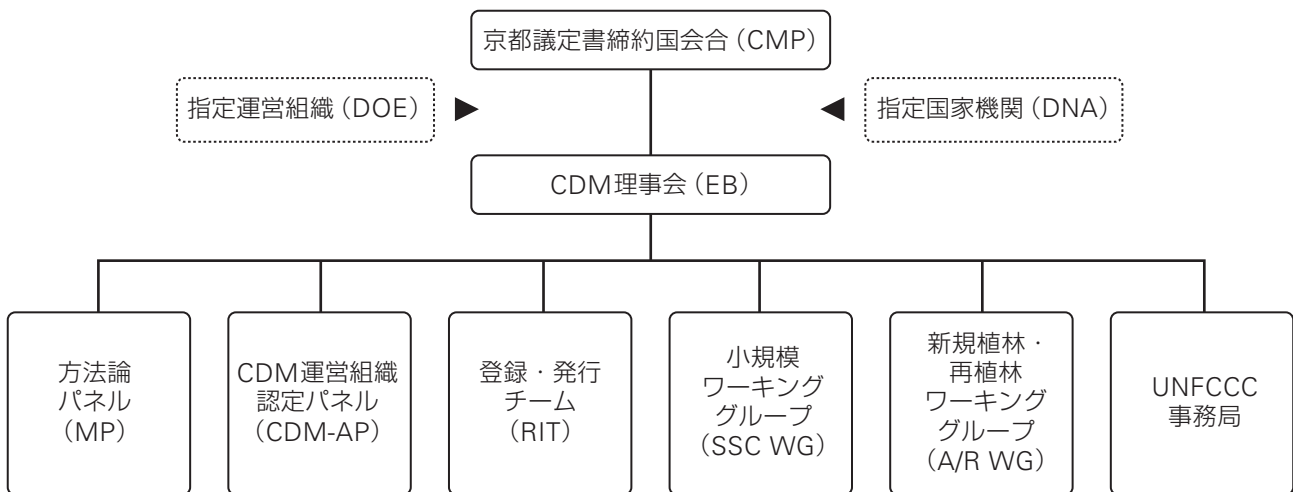 京都議定書締約国会合（CMP）
指定運営組織（DOE）
指定国家機関（DNA）
CDM理事会（EB）
方法論
パネル
（MP）
CDM運営組織
認定パネル
（CDM-AP）
登録・発行
チーム
（RIT）
小規模
ワーキング
グループ
（SSC WG）
新規植林・
再植林
ワーキング
グループ
（A/R WG）
UNFCCC
事務局